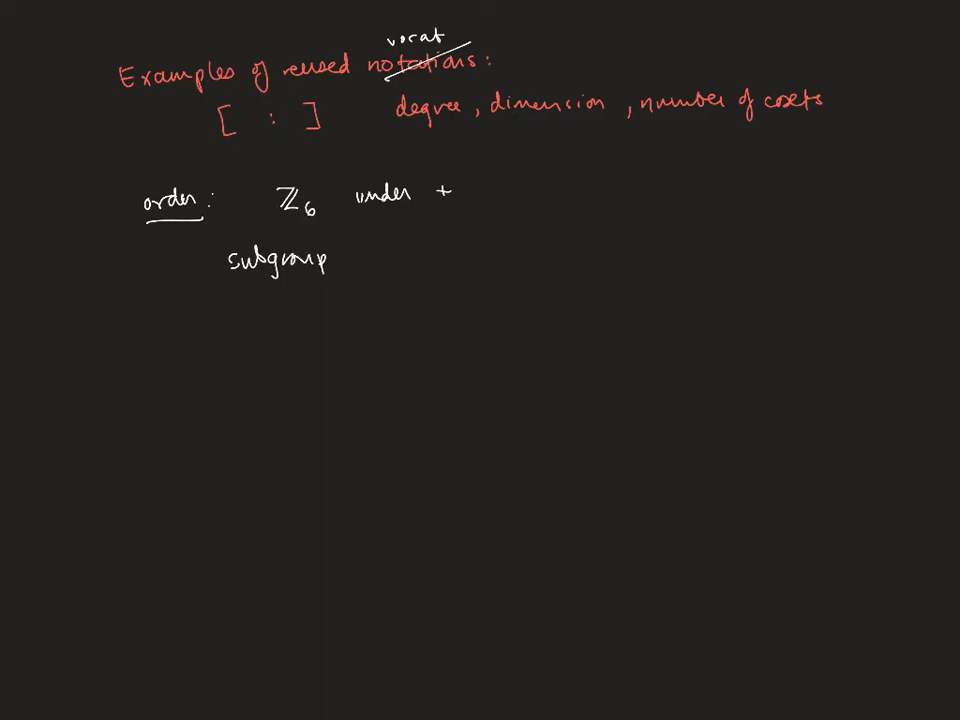 vocab
Examples of reused notations:
[ : ] degree, dimension, number of cosets
order: ℤ₆ under +
subgroup